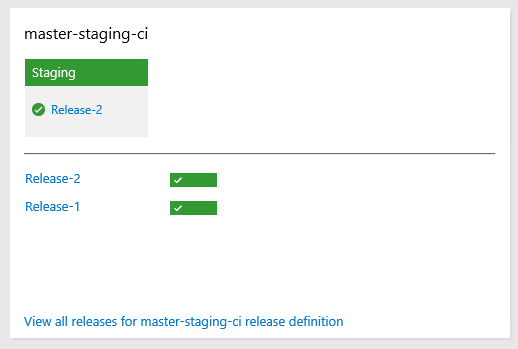 master-staging-ci
Staging
Release-2
Release-2
Release-1
View all releases for master-staging-ci release definition